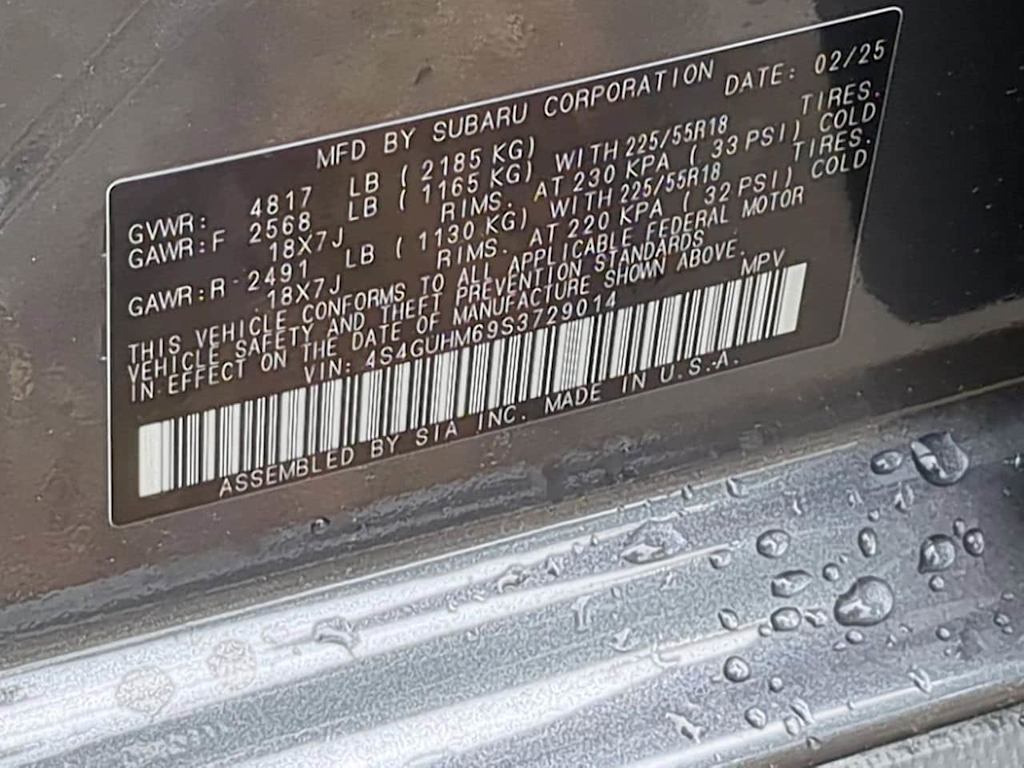 MFD BY SUBARU CORPORATION DATE: 02/25
GVWR: 4817 LB ( 2185 KG)
GAWR:F 2568 LB ( 1165 KG) WITH 225/55R18 TIRES.
18X7J RIMS. AT 230 KPA ( 33 PSI) COLD
GAWR:R 2491 LB ( 1130 KG) WITH 225/55R18 TIRES.
18X7J RIMS. AT 220 KPA ( 32 PSI) COLD
THIS VEHICLE CONFORMS TO ALL APPLICABLE FEDERAL MOTOR
VEHICLE SAFETY AND THEFT PREVENTION STANDARDS
IN EFFECT ON THE DATE OF MANUFACTURE SHOWN ABOVE.
VIN: 4S4GUHM69S3729014 MPV
ASSEMBLED BY SIA INC. MADE IN U.S.A.